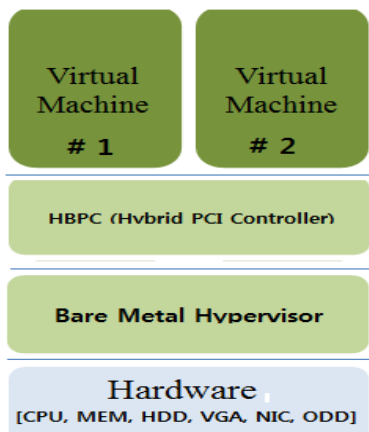 Virtual Machine # 1
Virtual Machine # 2
HBPC (Hybrid PCI Controller)
Bare Metal Hypervisor
Hardware
[CPU, MEM, HDD, VGA, NIC, ODD]